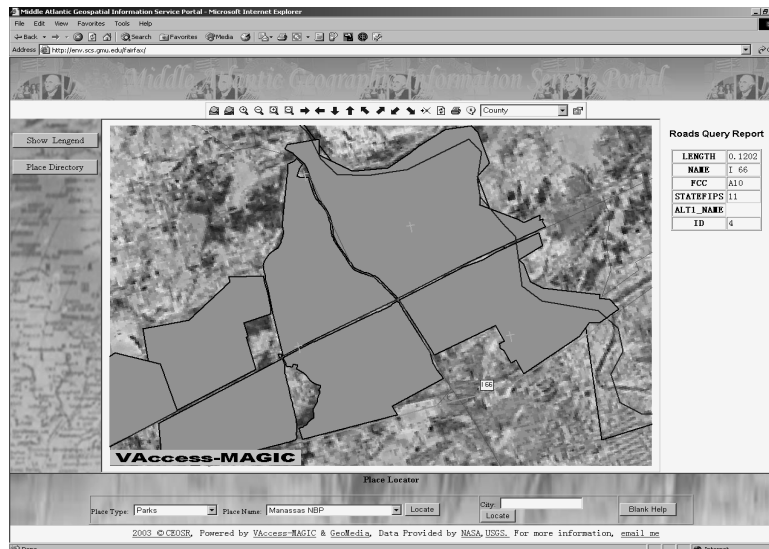 Middle Atlantic Geospatial Information Service Portal - Microsoft Internet Explorer
File Edit View Favorites Tools Help
Back Search Favorites Media
Address http://env.scs.gmu.edu/fairfax/
Middle Atlantic Geographic Information Service Portal
County
Show Lengend
Place Directory
Roads Query Report
LENGTH 0.1202
NAME I 66
FCC A10
STATEFIPS 11
ALT1_NAME
ID 4
I 66
VAccess-MAGIC
Place Locator
Place Type: Parks Place Name: Manassas NBP Locate City: Locate Blank Help
2003 ©CEOSR, Powered by VAccess-MAGIC & GeoMedia, Data Provided by NASA, USGS. For more information, email me
Internet